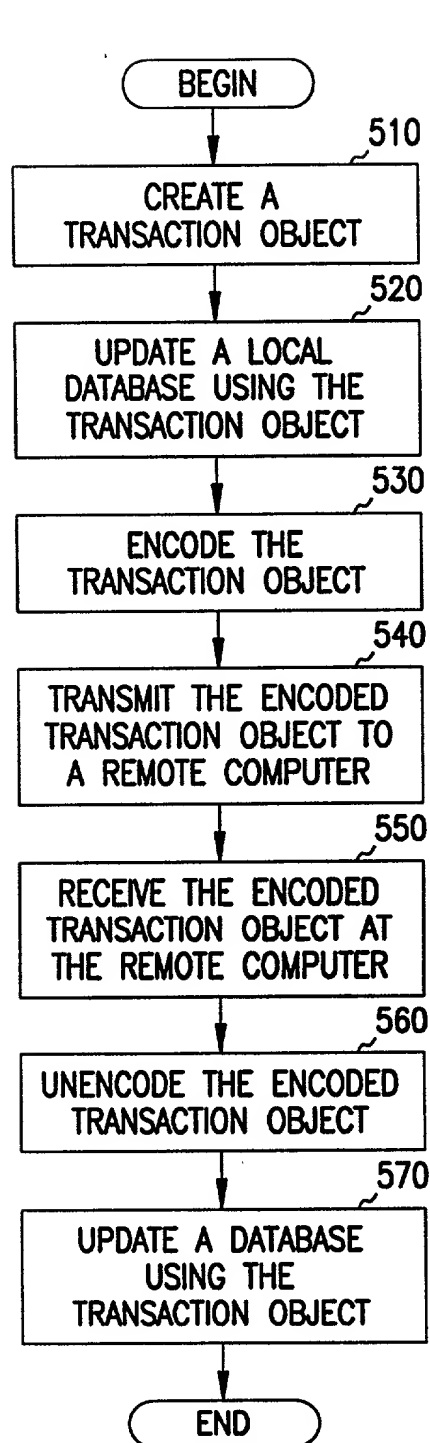 BEGIN
510
CREATE A
TRANSACTION OBJECT
520
UPDATE A LOCAL
DATABASE USING THE
TRANSACTION OBJECT
530
ENCODE THE
TRANSACTION OBJECT
540
TRANSMIT THE ENCODED
TRANSACTION OBJECT TO
A REMOTE COMPUTER
550
RECEIVE THE ENCODED
TRANSACTION OBJECT AT
THE REMOTE COMPUTER
560
UNENCODE THE ENCODED
TRANSACTION OBJECT
570
UPDATE A DATABASE
USING THE
TRANSACTION OBJECT
END